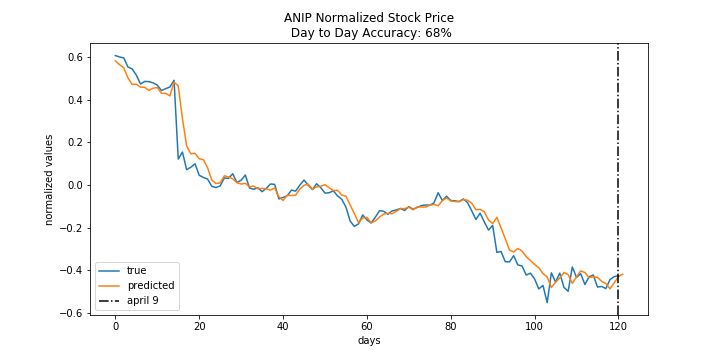 ANIP Normalized Stock Price
Day to Day Accuracy: 68%
normalized values
0.6
0.4
0.2
0.0
−0.2
−0.4
−0.6
true
predicted
april 9
0
20
40
60
80
100
120
days